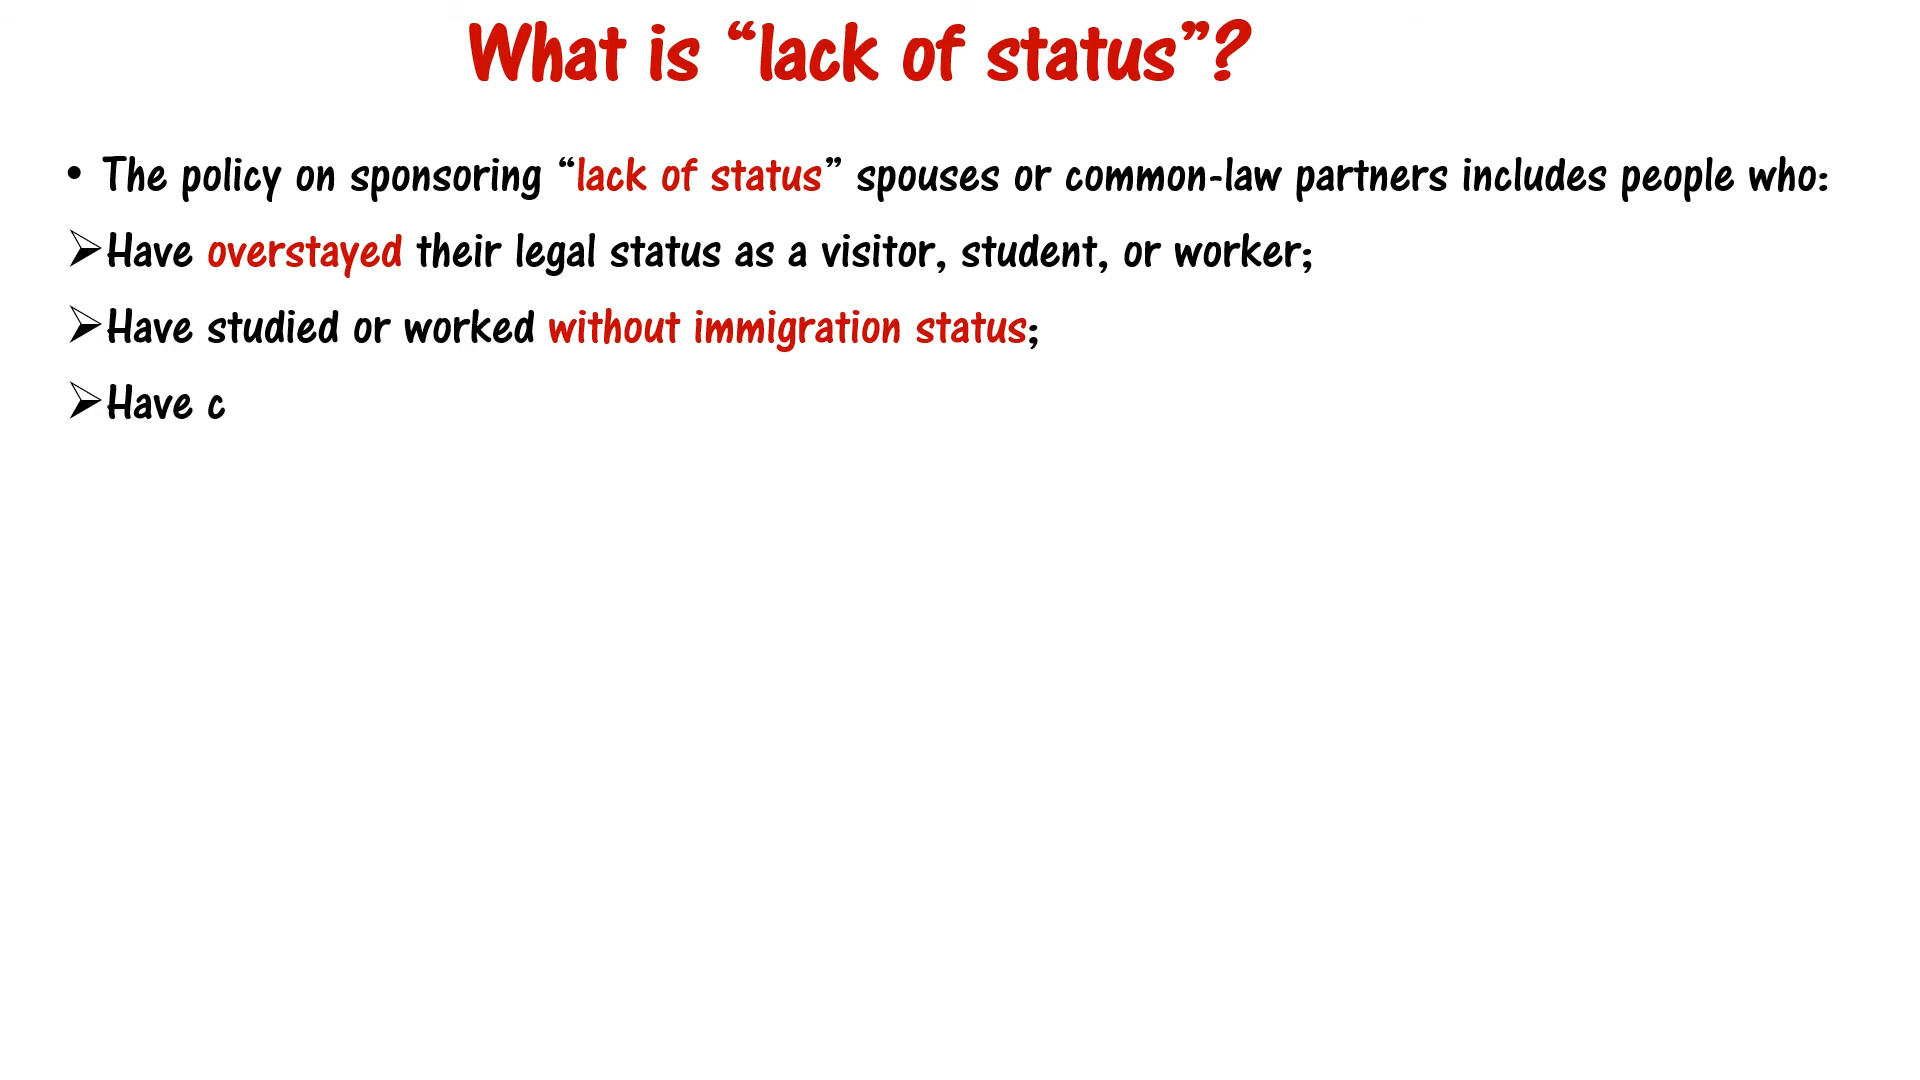 What is “lack of status”?
• The policy on sponsoring “lack of status” spouses or common-law partners includes people who:
➢Have overstayed their legal status as a visitor, student, or worker;
➢Have studied or worked without immigration status;
➢Have c